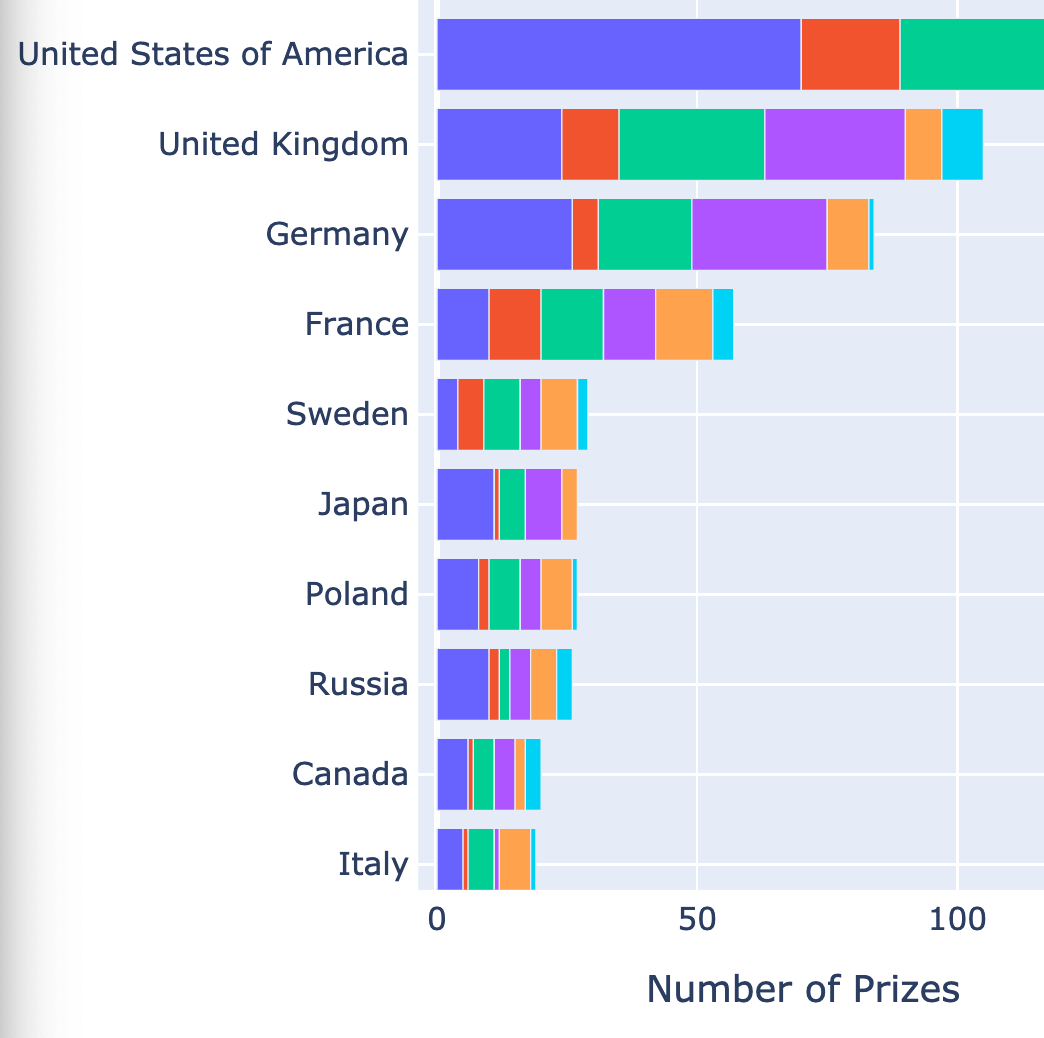 United States of America
United Kingdom
Germany
France
Sweden
Japan
Poland
Russia
Canada
Italy
0 50 100
Number of Prizes